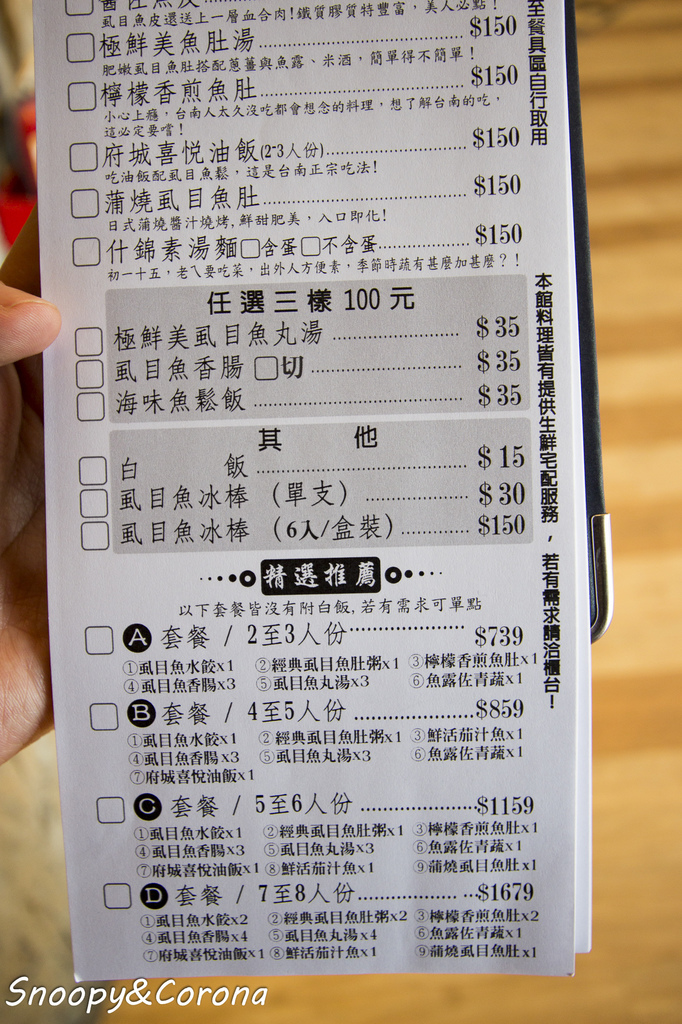 虱目魚皮還送上一層血合肉!鐵質膠質特豐富,美人必點!
極鮮美魚肚湯 $150
肥嫩虱目魚肚搭配蔥薑與魚露、米酒,簡單得不簡單!
檸檬香煎魚肚 $150
小心上癮,台南人太久沒吃都會想念的料理,想了解台南的吃,
這必定要嚐!
府城喜悅油飯(2-3人份) $150
吃油飯配虱目魚鬆,這是台南正宗吃法!
蒲燒虱目魚肚 $150
日式蒲燒醬汁燒烤,鮮甜肥美,入口即化!
什錦素湯麵□含蛋□不含蛋 $150
初一十五,老ㄟ要吃菜,出外人方便素,季節時蔬有甚麼加甚麼?!
任選三樣 100 元
極鮮美虱目魚丸湯 $35
虱目魚香腸 □切 $35
海味魚鬆飯 $35
其 他
白 飯 $15
虱目魚冰棒 (單支) $30
虱目魚冰棒 (6入/盒裝) $150
精選推薦
以下套餐皆沒有附白飯,若有需求可單點
A 套餐 / 2至3人份 $739
①虱目魚水餃x1 ②經典虱目魚肚粥x1 ③檸檬香煎魚肚x1
④虱目魚香腸x3 ⑤虱目魚丸湯x3 ⑥魚露佐青蔬x1
B 套餐 / 4至5人份 $859
①虱目魚水餃x1 ②經典虱目魚肚粥x1 ③鮮活茄汁魚x1
④虱目魚香腸x3 ⑤虱目魚丸湯x3 ⑥魚露佐青蔬x1
⑦府城喜悅油飯x1
C 套餐 / 5至6人份 $1159
①虱目魚水餃x1 ②經典虱目魚肚粥x1 ③檸檬香煎魚肚x1
④虱目魚香腸x3 ⑤虱目魚丸湯x3 ⑥魚露佐青蔬x1
⑦府城喜悅油飯x1 ⑧鮮活茄汁魚x1 ⑨蒲燒虱目魚肚x1
D 套餐 / 7至8人份 $1679
①虱目魚水餃x2 ②經典虱目魚肚粥x2 ③檸檬香煎魚肚x2
④虱目魚香腸x4 ⑤虱目魚丸湯x4 ⑥魚露佐青蔬x1
⑦府城喜悅油飯x1 ⑧鮮活茄汁魚x1 ⑨蒲燒虱目魚肚x1
至餐具區自行取用
本館料理皆有提供生鮮宅配服務,若有需求請洽櫃台!
Snoopy&Corona